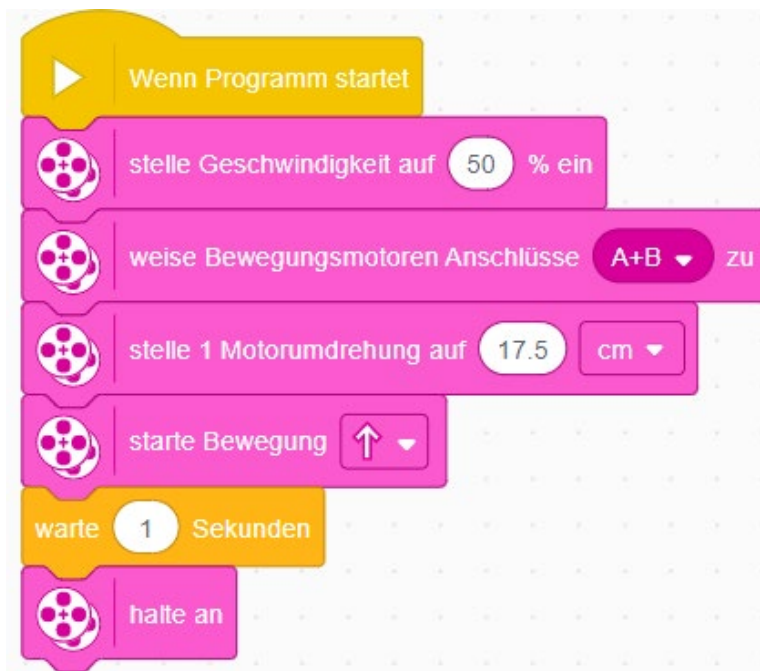 Wenn Programm startet
stelle Geschwindigkeit auf 50 % ein
weise Bewegungsmotoren Anschlüsse A+B zu
stelle 1 Motorumdrehung auf 17.5 cm
starte Bewegung
warte 1 Sekunden
halte an